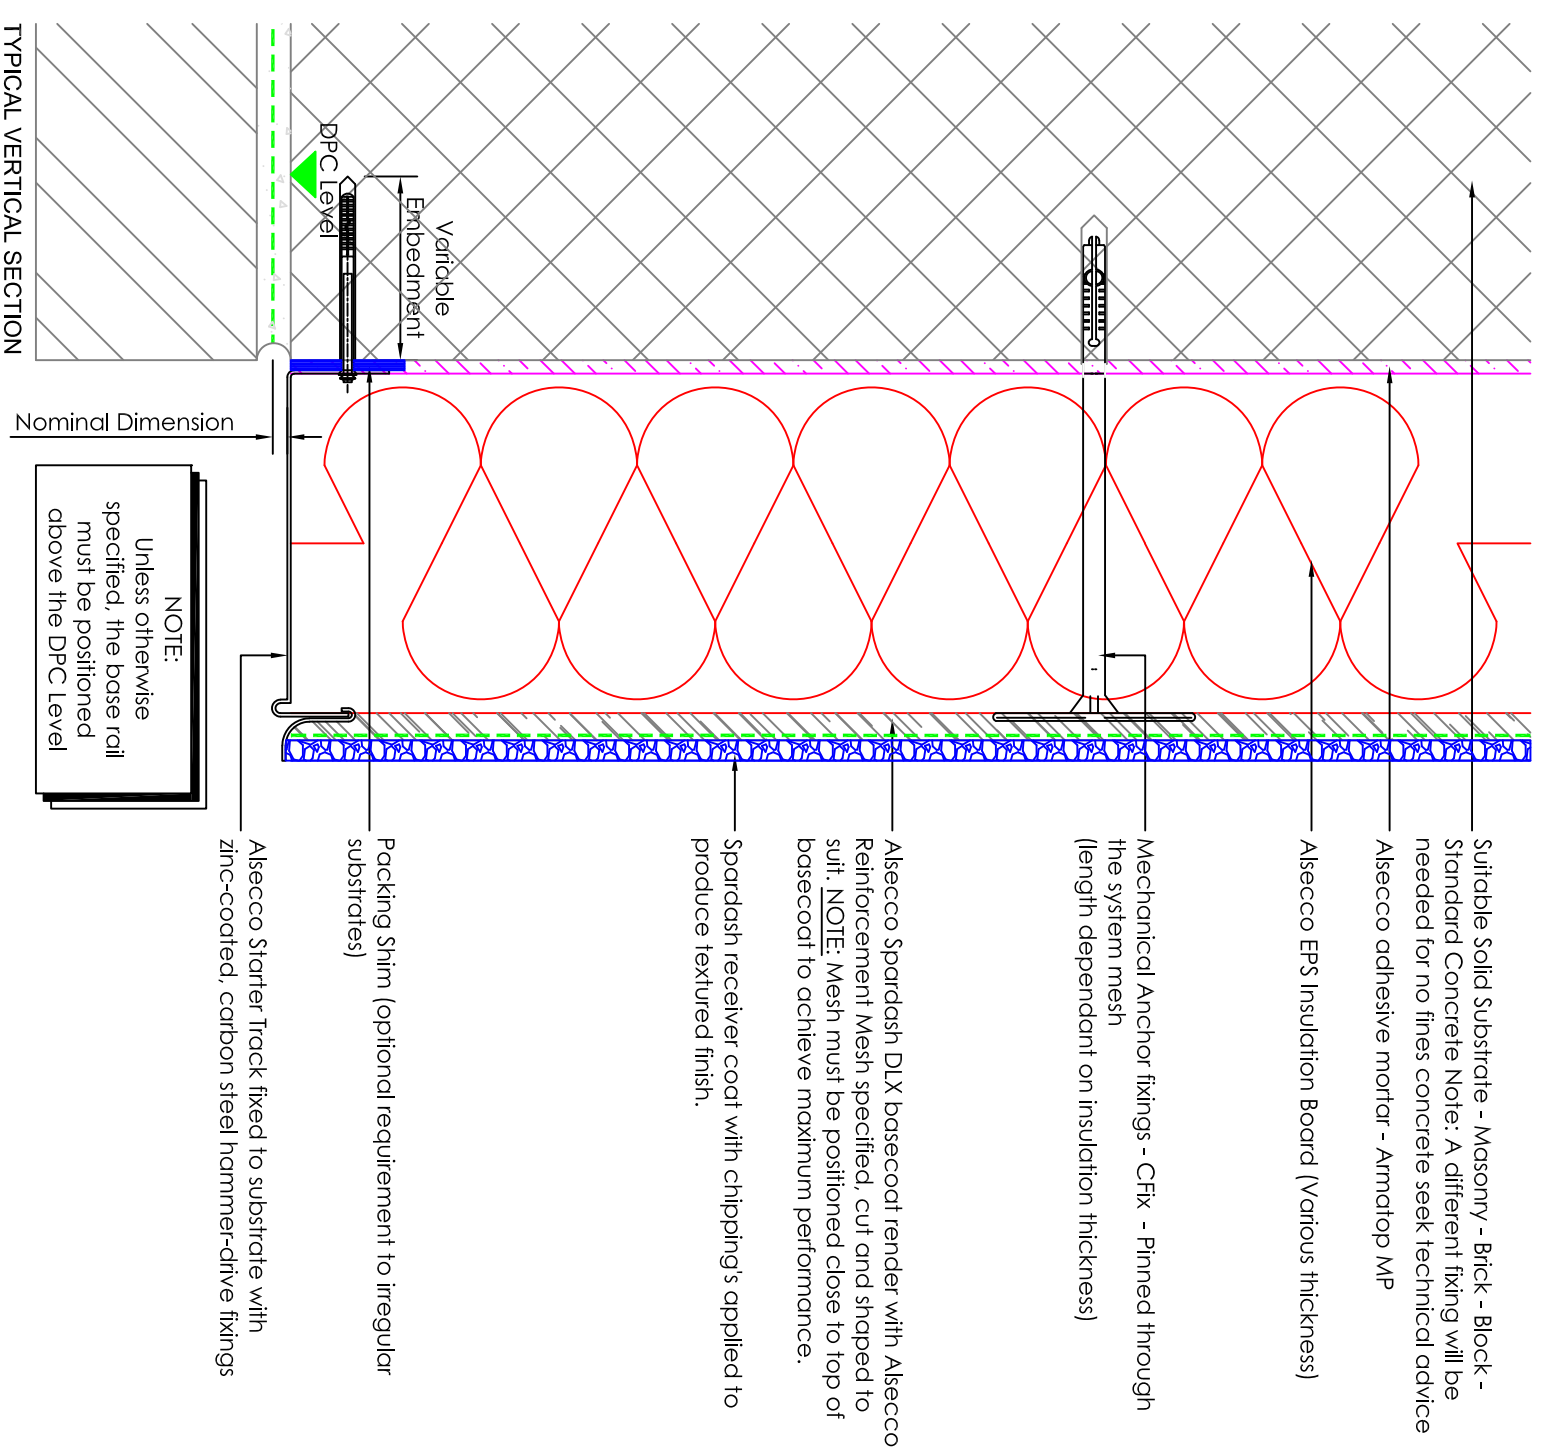 Suitable Solid Substrate - Masonry - Brick - Block -
Standard Concrete Note: A different fixing will be
needed for no fines concrete seek technical advice
Alsecco adhesive mortar - Armatop MP
Alsecco EPS Insulation Board (Various thickness)
Mechanical Anchor fixings - CFix - Pinned through
the system mesh
(length dependant on insulation thickness)
Alsecco Spardash DLX basecoat render with Alsecco
Reinforcement Mesh specified, cut and shaped to
suit. NOTE: Mesh must be positioned close to top of
basecoat to achieve maximum performance.
Spardash receiver coat with chipping's applied to
produce textured finish.
Variable
Embedment
DPC Level
Packing Shim (optional requirement to irregular
substrates)
Alsecco Starter Track fixed to substrate with
zinc-coated, carbon steel hammer-drive fixings
Nominal Dimension
NOTE:
Unless otherwise
specified, the base rail
must be positioned
above the DPC Level
TYPICAL VERTICAL SECTION